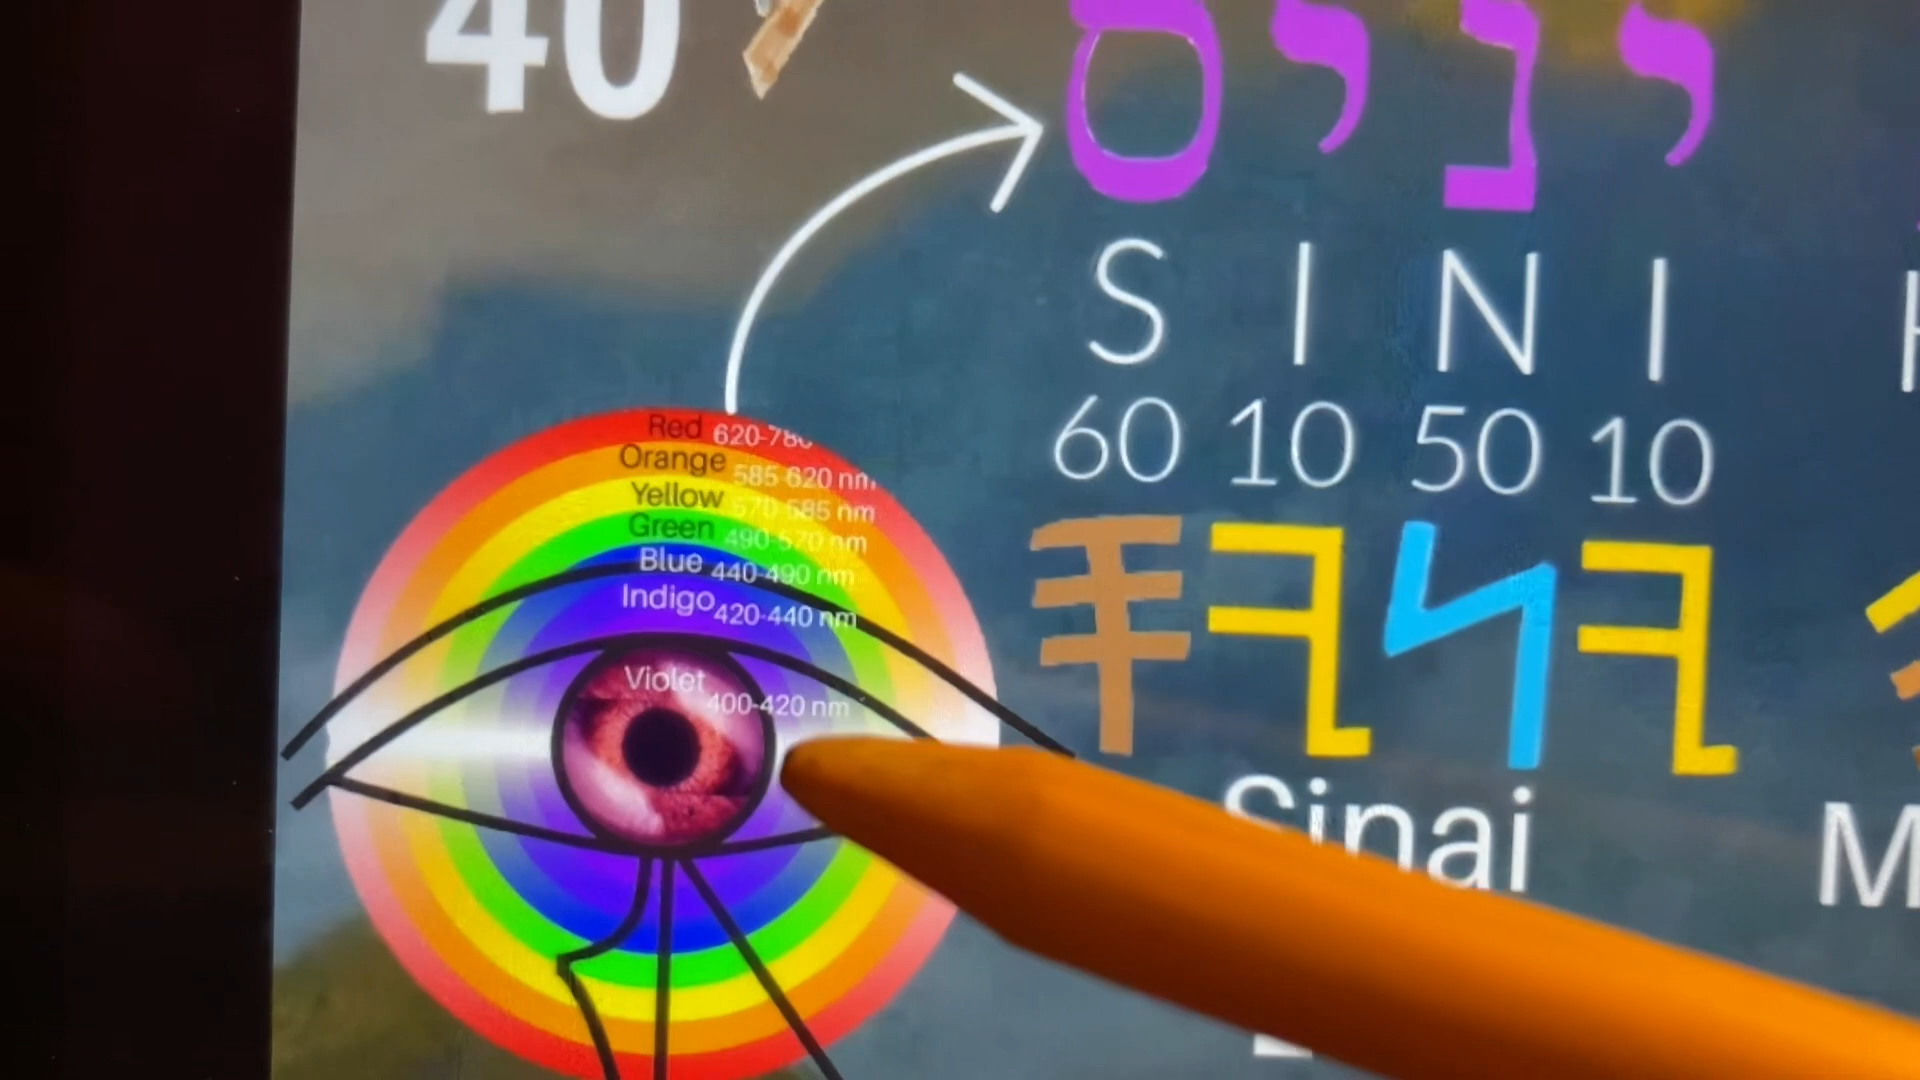 40
ס י נ י
S I N I
60 10 50 10
𐤎 𐤉 𐤍 𐤉
Sinai
Red 620-780
Orange 585-620 nm
Yellow 570-585 nm
Green 490-570 nm
Blue 440-490 nm
Indigo 420-440 nm
Violet 400-420 nm